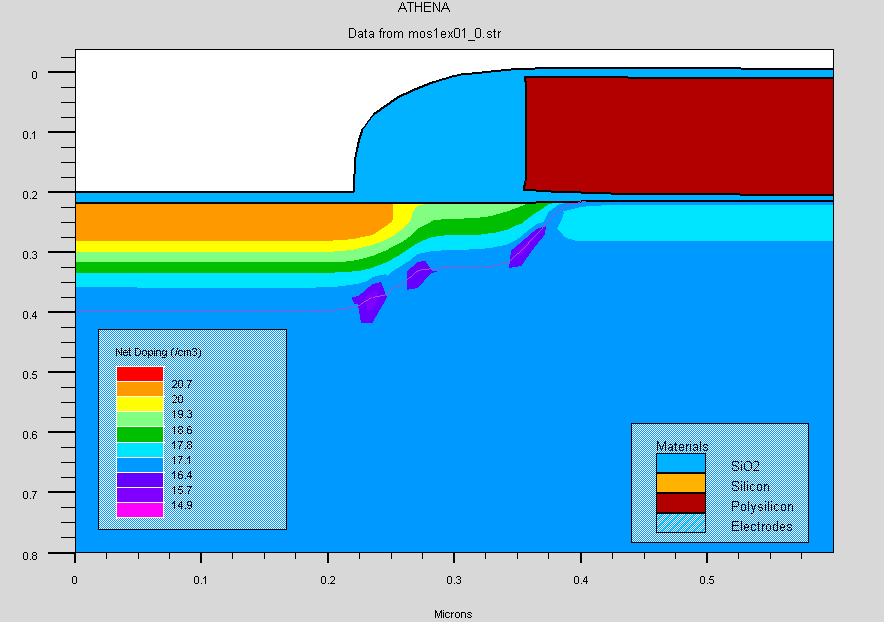 ATHENA
Data from mos1ex01_0.str
0
0.1
0.2
0.3
0.4
0.5
0.6
0.7
0.8
Net Doping (/cm3)
20.7
20
19.3
18.6
17.8
17.1
16.4
15.7
14.9
Materials
SiO2
Silicon
Polysilicon
Electrodes
0 0.1 0.2 0.3 0.4 0.5
Microns